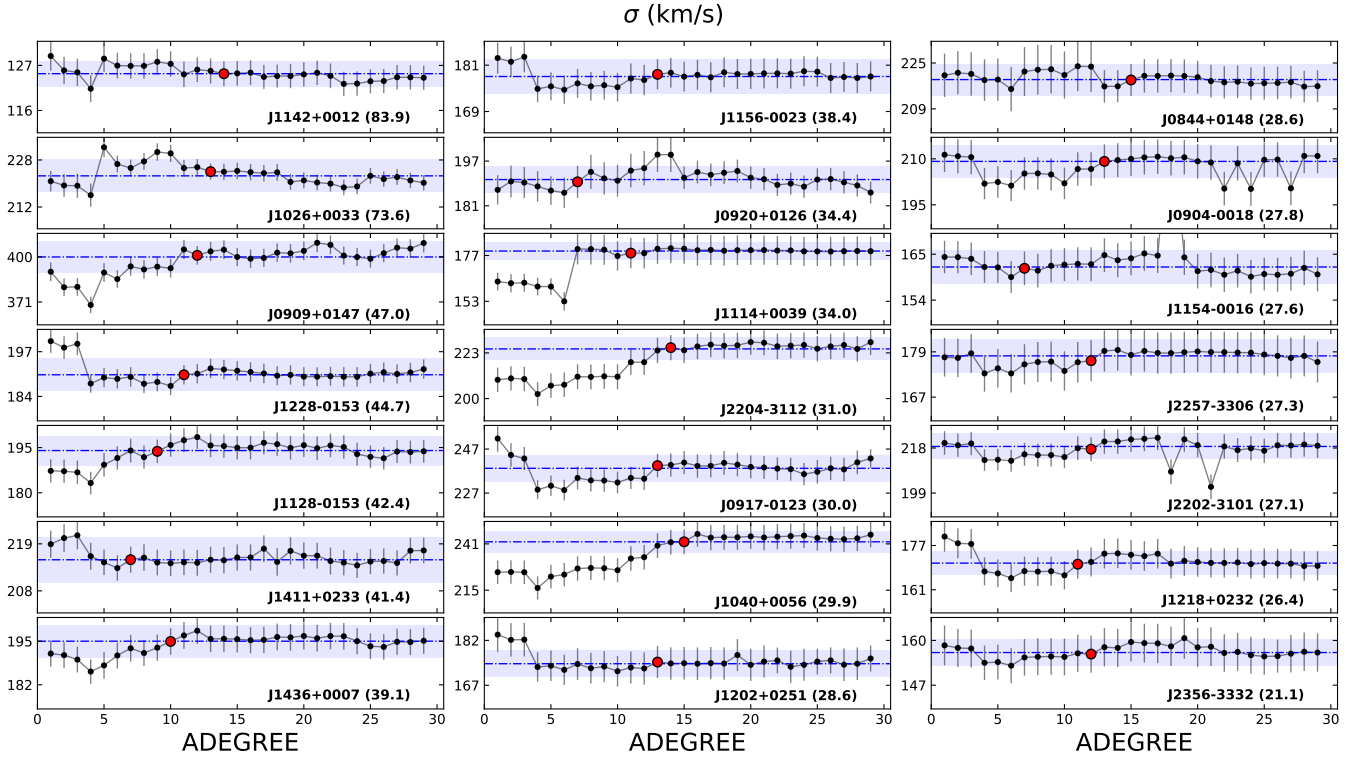 σ (km/s)
127
116
J1142+0012 (83.9)
181
169
J1156-0023 (38.4)
225
209
J0844+0148 (28.6)
228
212
J1026+0033 (73.6)
197
181
J0920+0126 (34.4)
210
195
J0904-0018 (27.8)
400
371
J0909+0147 (47.0)
177
153
J1114+0039 (34.0)
165
154
J1154-0016 (27.6)
197
184
J1228-0153 (44.7)
223
200
J2204-3112 (31.0)
179
167
J2257-3306 (27.3)
195
180
J1128-0153 (42.4)
247
227
J0917-0123 (30.0)
218
199
J2202-3101 (27.1)
219
208
J1411+0233 (41.4)
241
215
J1040+0056 (29.9)
177
161
J1218+0232 (26.4)
195
182
J1436+0007 (39.1)
182
167
J1202+0251 (28.6)
160
147
J2356-3332 (21.1)
0 5 10 15 20 25 30
0 5 10 15 20 25 30
0 5 10 15 20 25 30
ADEGREE
ADEGREE
ADEGREE